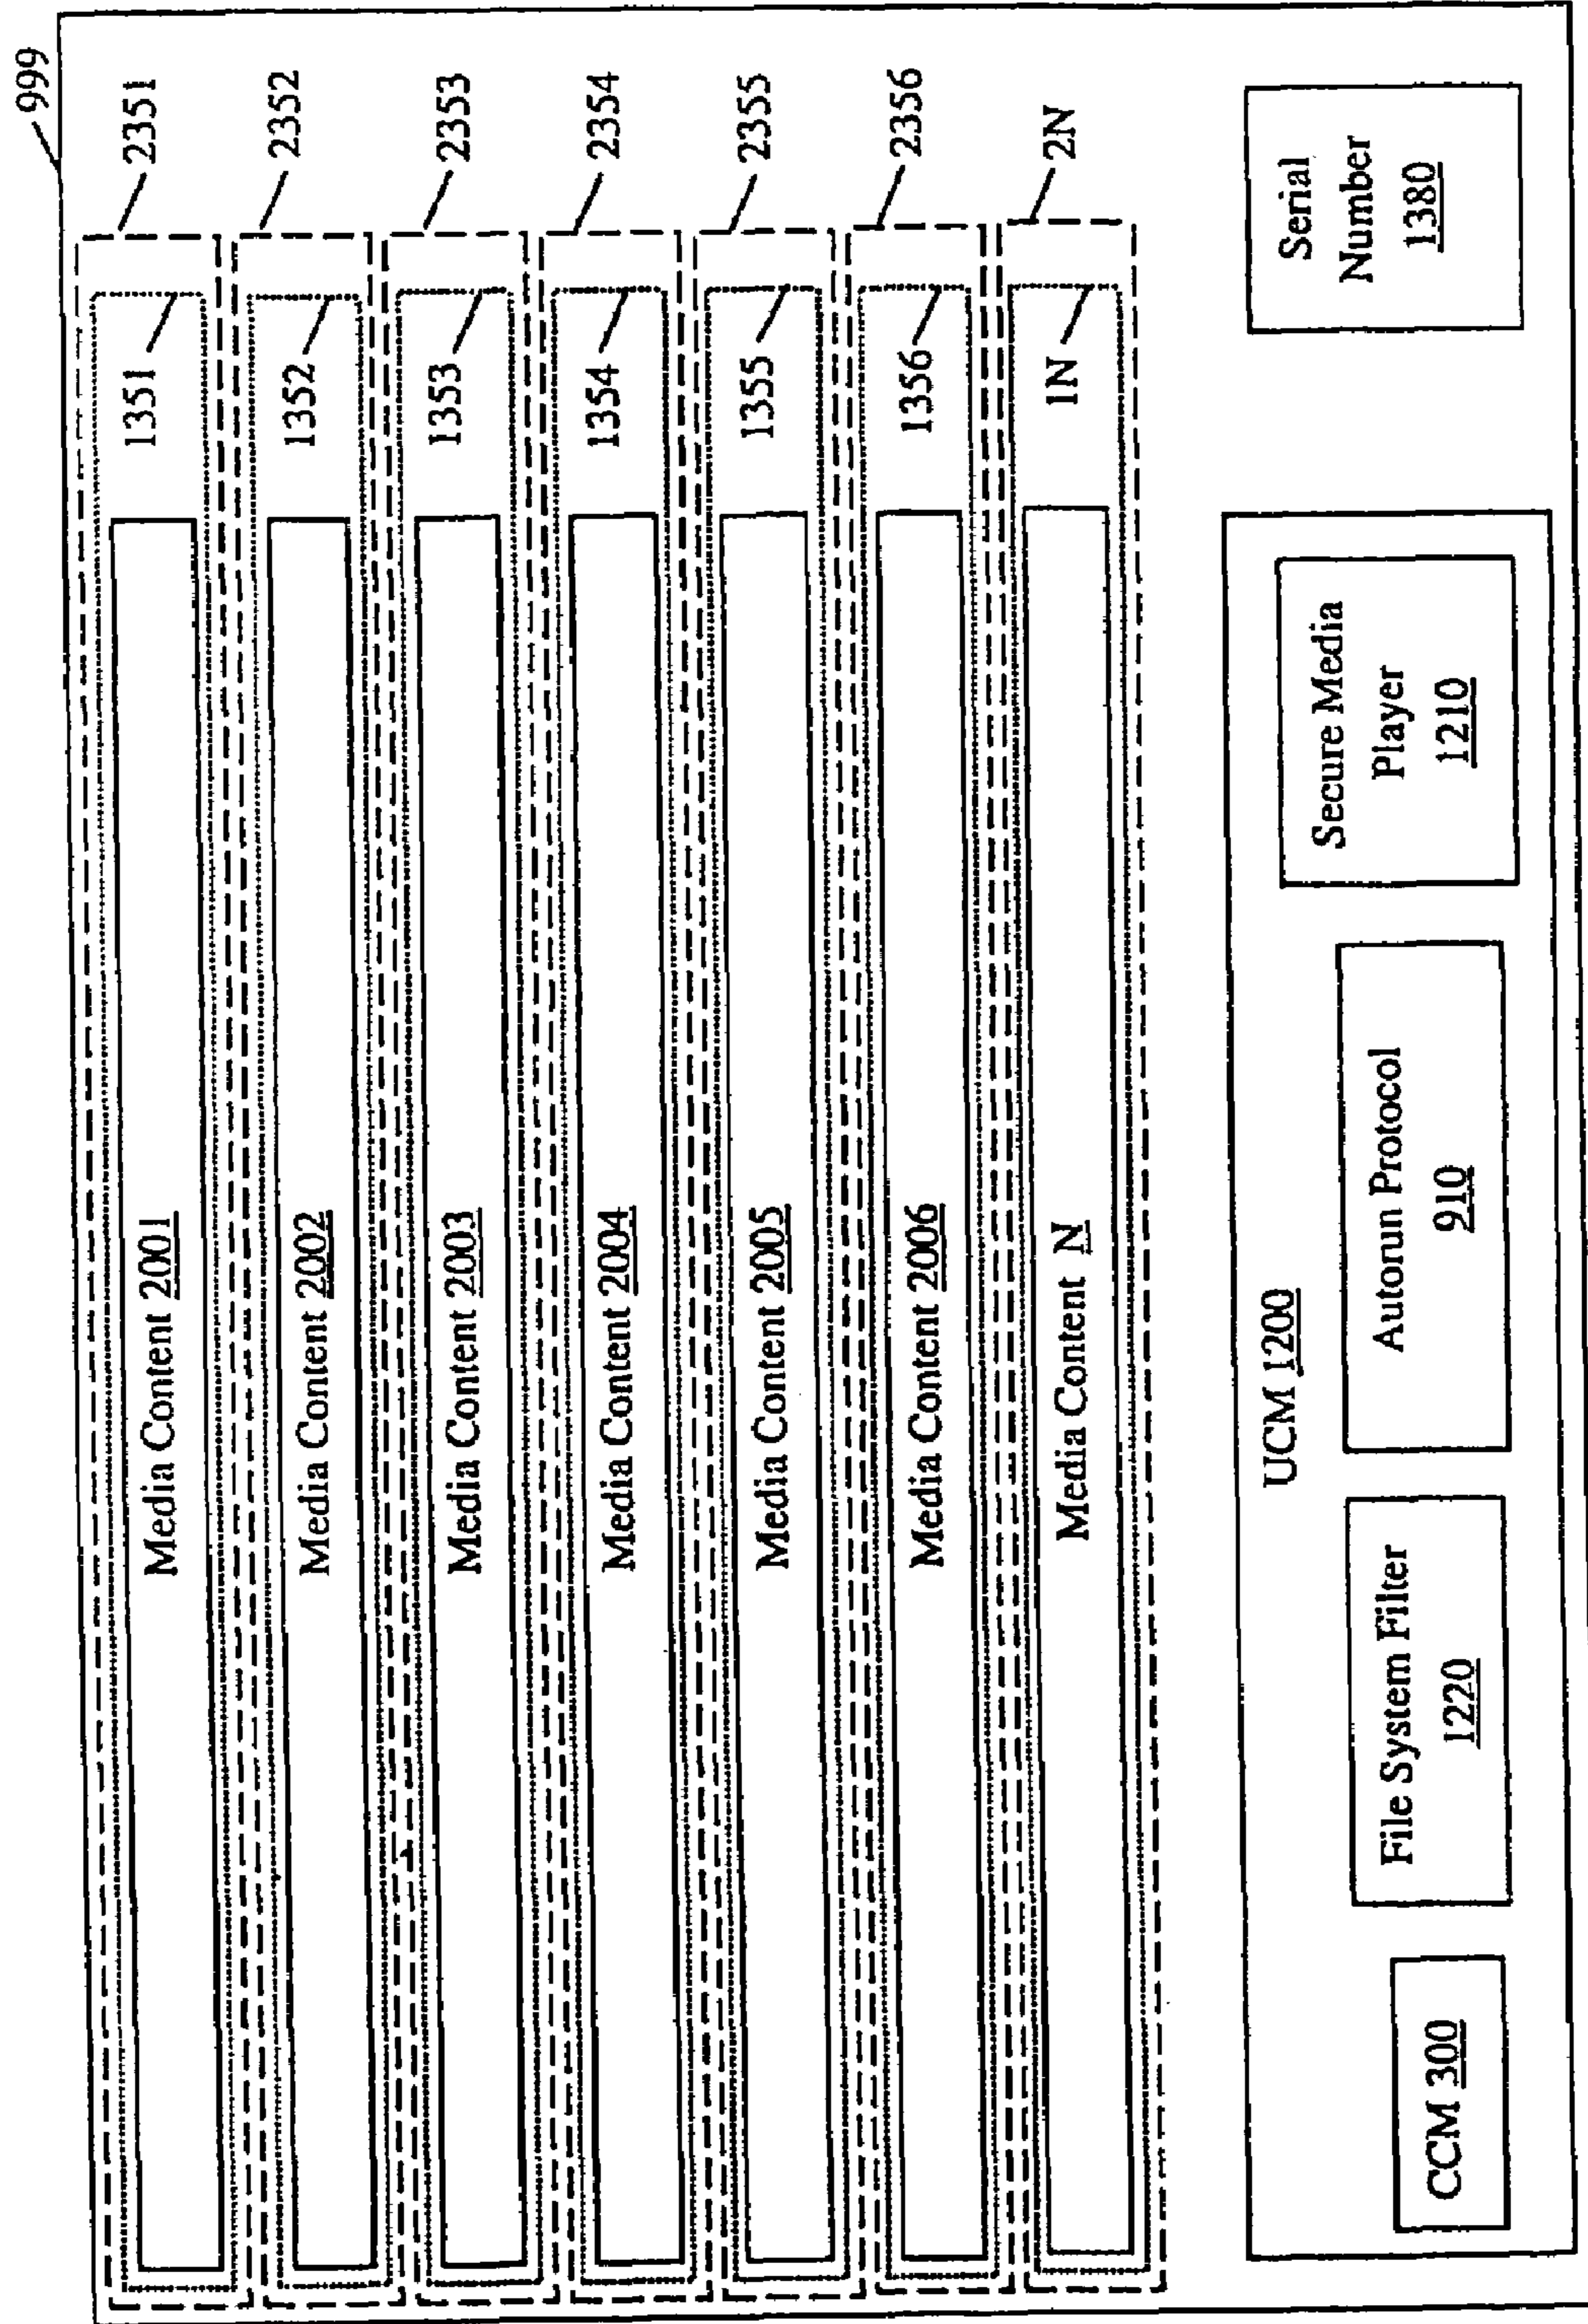 999
Media Content 2001
1351
2351
Media Content 2002
1352
2352
Media Content 2003
1353
2353
Media Content 2004
1354
2354
Media Content 2005
1355
2355
Media Content 2006
1356
2356
Media Content N
1N
2N
UCM 1200
CCM 300
File System Filter
1220
Autorun Protocol
910
Secure Media
Player
1210
Serial
Number
1380